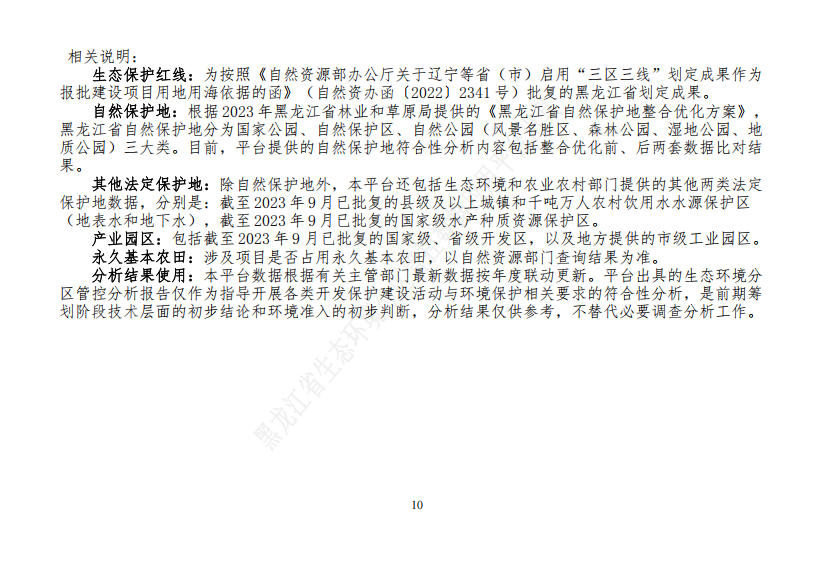 相关说明：
生态保护红线：为按照《自然资源部办公厅关于辽宁等省（市）启用“三区三线”划定成果作为
报批建设项目用地用海依据的函》（自然资办函〔2022〕2341号）批复的黑龙江省划定成果。
自然保护地：根据2023年黑龙江省林业和草原局提供的《黑龙江省自然保护地整合优化方案》，
黑龙江省自然保护地分为国家公园、自然保护区、自然公园（风景名胜区、森林公园、湿地公园、地
质公园）三大类。目前，平台提供的自然保护地符合性分析内容包括整合优化前、后两套数据比对结
果。
其他法定保护地：除自然保护地外，本平台还包括生态环境和农业农村部门提供的其他两类法定
保护地数据，分别是：截至2023年9月已批复的县级及以上城镇和千吨万人农村饮用水水源保护区
（地表水和地下水），截至2023年9月已批复的国家级水产种质资源保护区。
产业园区：包括截至2023年9月已批复的国家级、省级开发区，以及地方提供的市级工业园区。
永久基本农田：涉及项目是否占用永久基本农田，以自然资源部门查询结果为准。
分析结果使用：本平台数据根据有关主管部门最新数据按年度联动更新。平台出具的生态环境分
区管控分析报告仅作为指导开展各类开发保护建设活动与环境保护相关要求的符合性分析，是前期筹
划阶段技术层面的初步结论和环境准入的初步判断，分析结果仅供参考，不替代必要调查分析工作。
黑龙江省生态环境
10